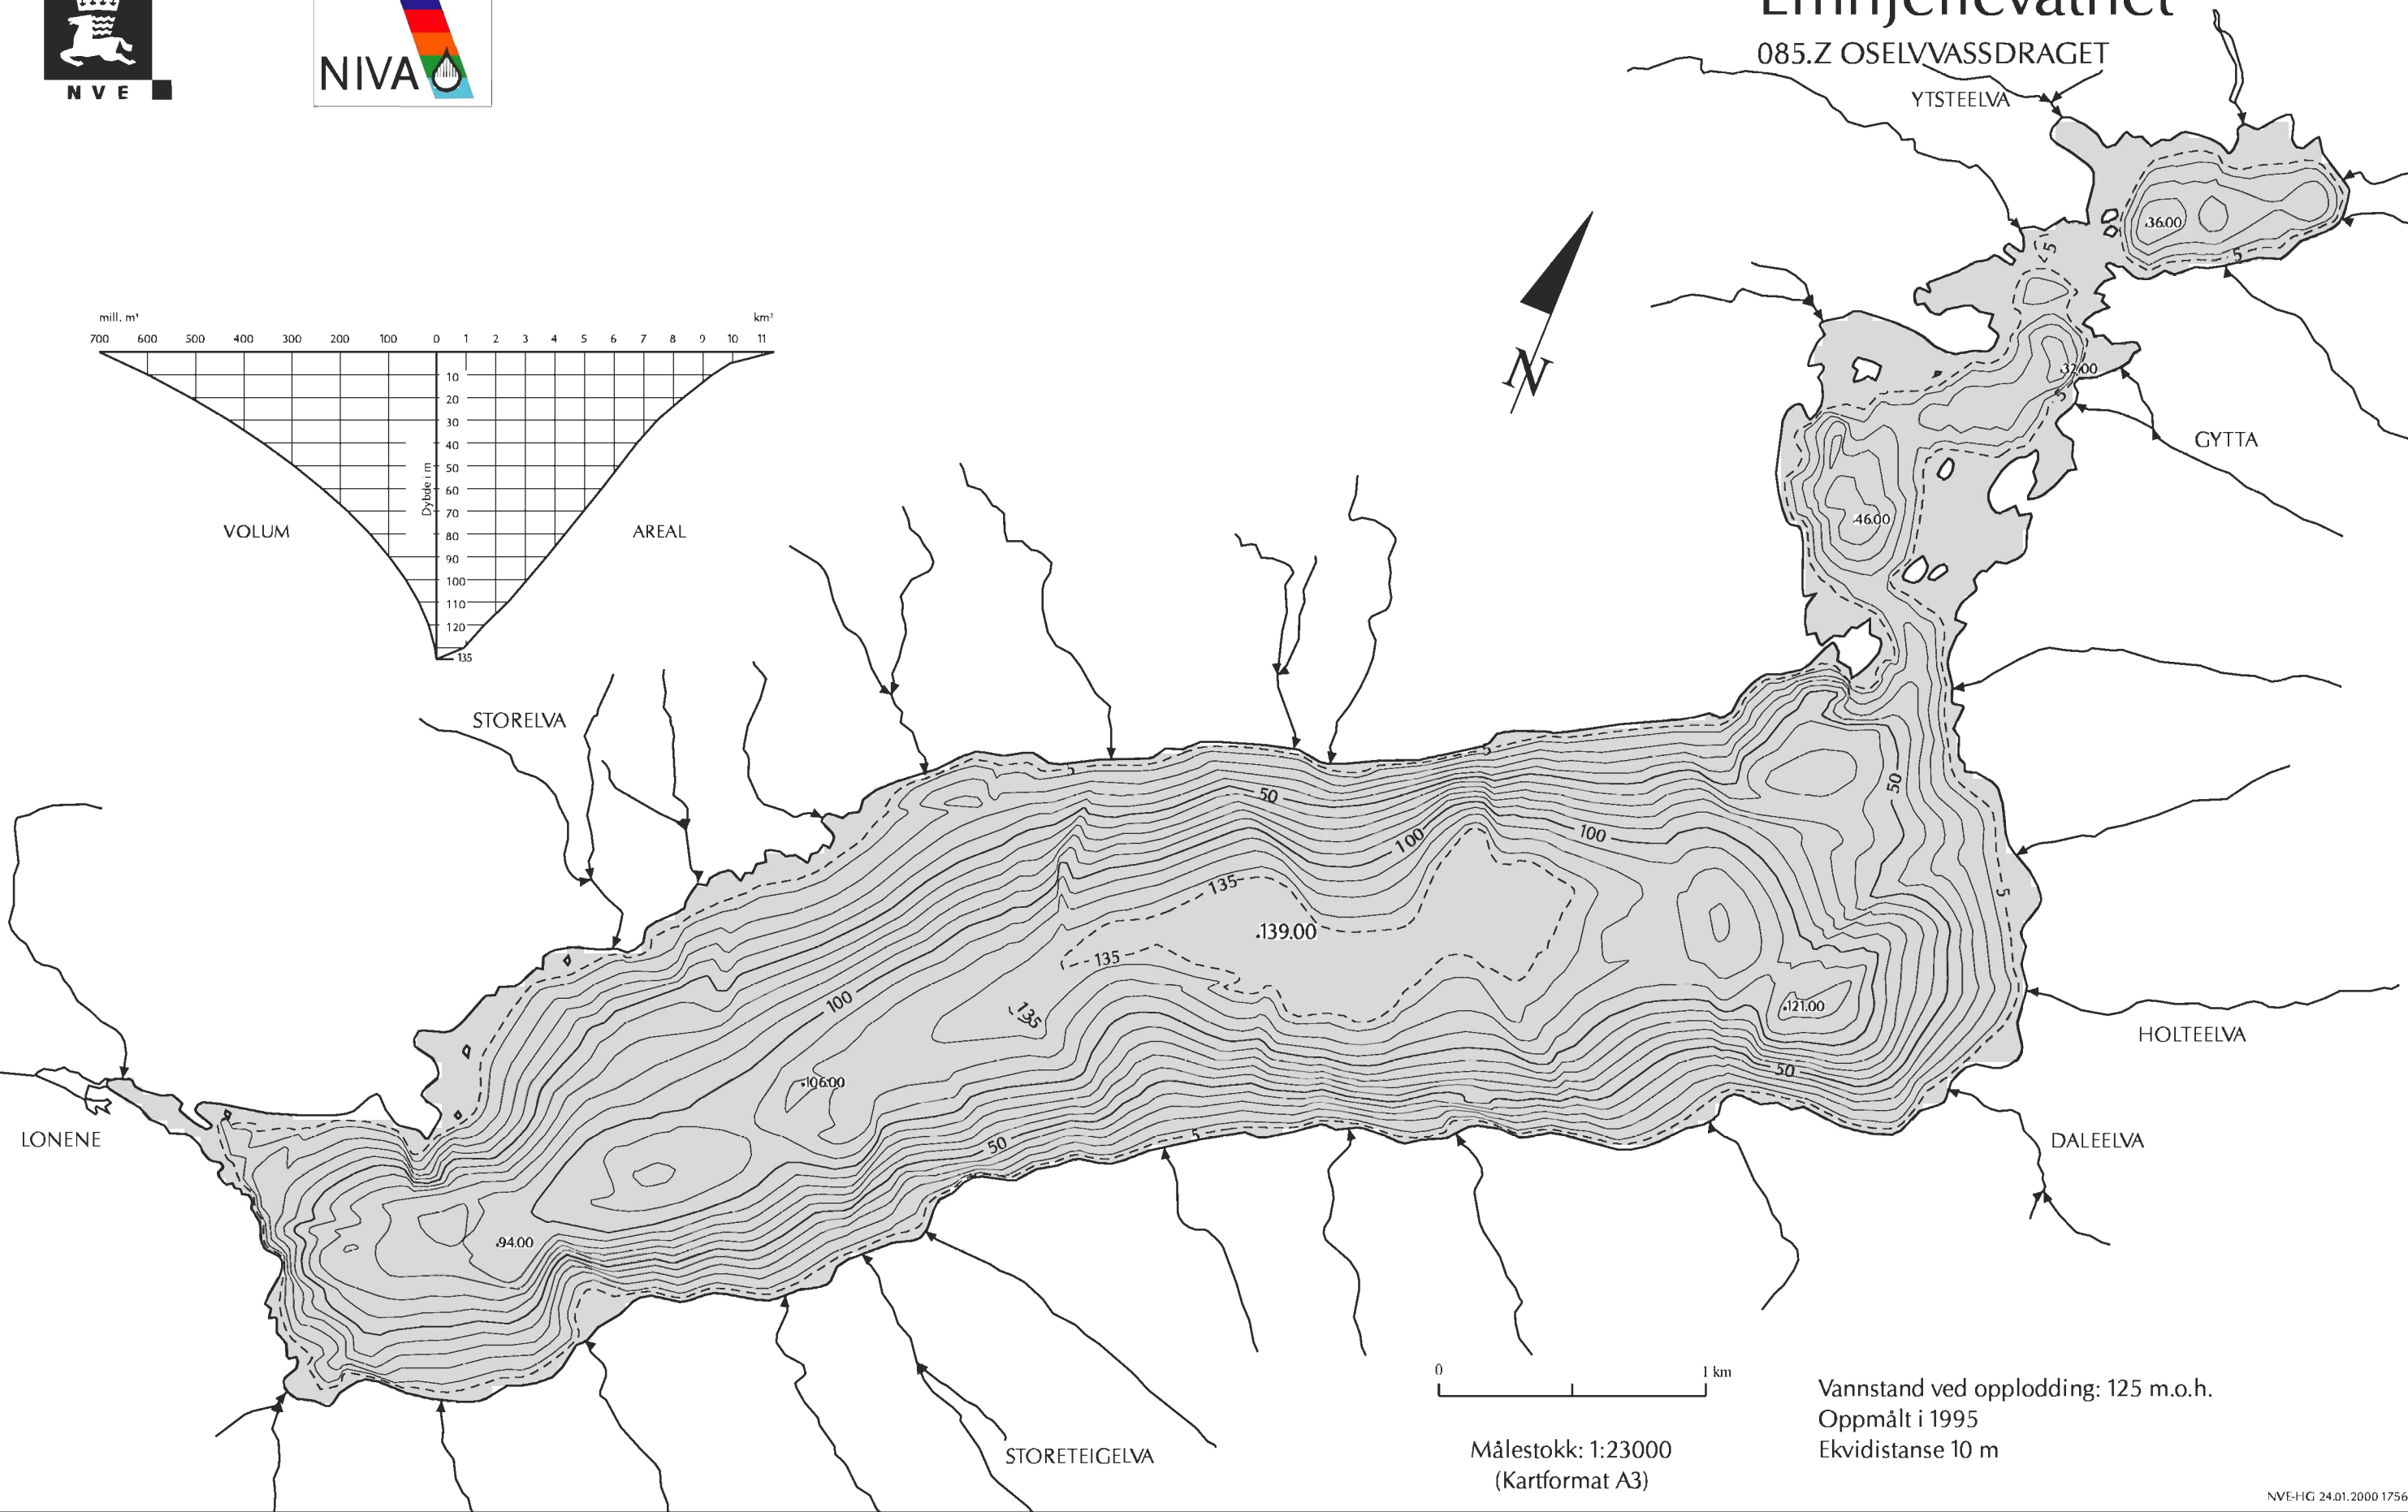 NVE
NIVA
085.Z OSELVVASSDRAGET
YTSTEELVA
36.00
<5
5
32.00
5
GYTTA
46.00
N
mill. m³
km²
700 600 500 400 300 200 100 0 1 2 3 4 5 6 7 8 9 10 11
10
20
30
40
50
60
70
80
90
100
110
120
135
Dybde i m
VOLUM
AREAL
STORELVA
5
5
50
50
100
100
135
139.00
135
5
100
135
121.00
106.00
50
HOLTEELVA
LONENE
50
5
DALEELVA
94.00
0 1 km
Målestokk: 1:23000
(Kartformat A3)
STORETEIGELVA
Vannstand ved opplodding: 125 m.o.h.
Oppmålt i 1995
Ekvidistanse 10 m
NVE-HG 24.01.2000 1756